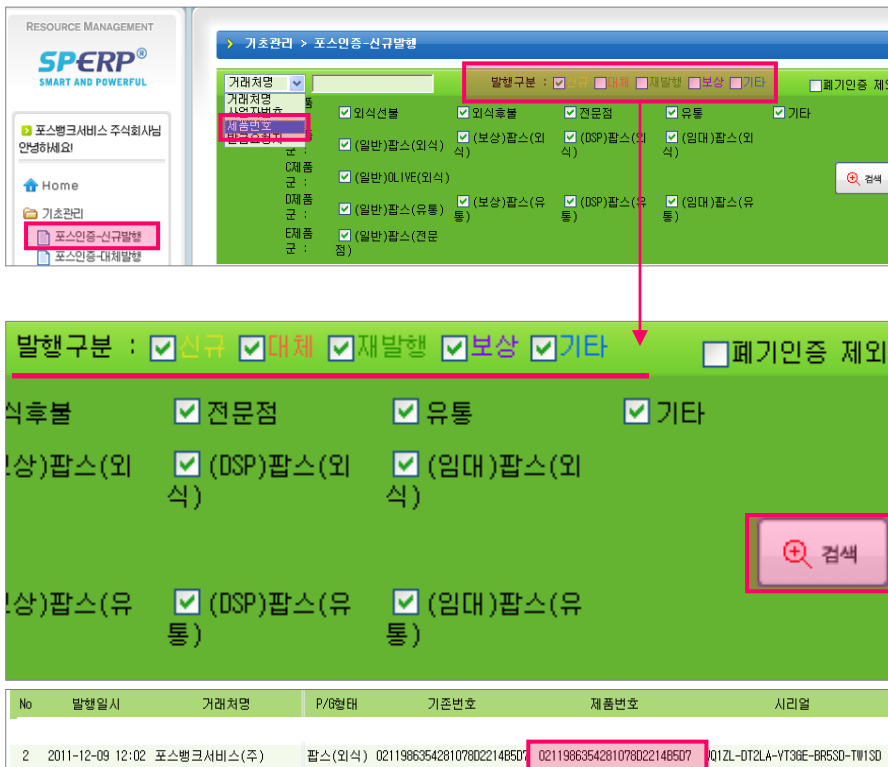 RESOURCE MANAGEMENT
SPERP®
SMART AND POWERFUL
포스뱅크서비스 주식회사님
안녕하세요!
Home
기초관리
포스인증-신규발행
포스인증-대체발행
기초관리 > 포스인증-신규발행
거래처명
발행구분 : 신규 대체 재발행 보상 기타
폐기인증 제외
거래처명
사업자번호
제품번호
외식선불 외식후불 전문점 유통 기타
군 : (일반)팝스(외식) (보상)팝스(외식) (DSP)팝스(외식) (임대)팝스(외식)
C제품군 : (일반)OLIVE(외식)
검색
D제품군 : (일반)팝스(유통) (보상)팝스(유통) (DSP)팝스(유통) (임대)팝스(유통)
E제품군 : (일반)팝스(전문점)
발행구분 : 신규 대체 재발행 보상 기타 폐기인증 제외
식후불 전문점 유통 기타
상)팝스(외 (DSP)팝스(외식) (임대)팝스(외식)
검색
상)팝스(유 (DSP)팝스(유통) (임대)팝스(유통)
No 발행일시 거래처명 P/G형태 기존번호 제품번호 시리얼
2 2011-12-09 12:02 포스뱅크서비스(주) 팝스(외식) 0211986354281078D2214B5D7 0211986354281078D2214B5D7 JQ1ZL-DT2LA-YT3GE-BR5SD-TW1SD